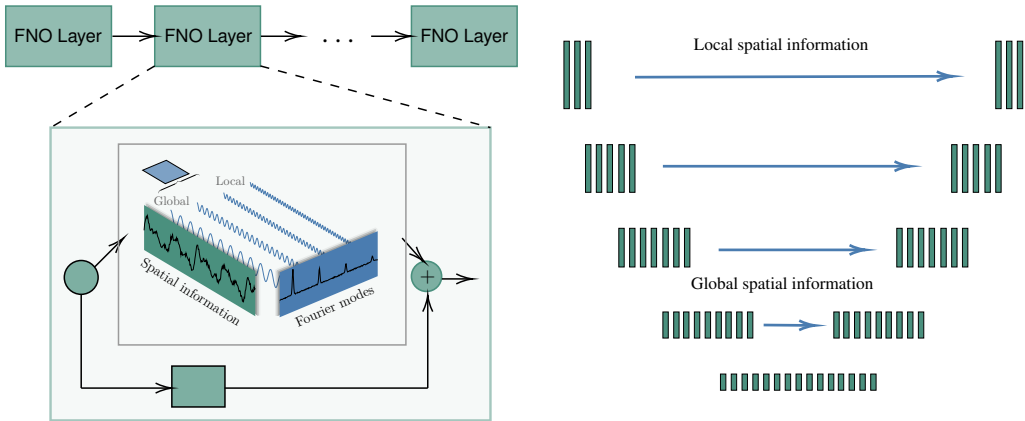 FNO Layer
FNO Layer
. . .
FNO Layer
Local
Global
Spatial information
Fourier modes
+
Local spatial information
Global spatial information